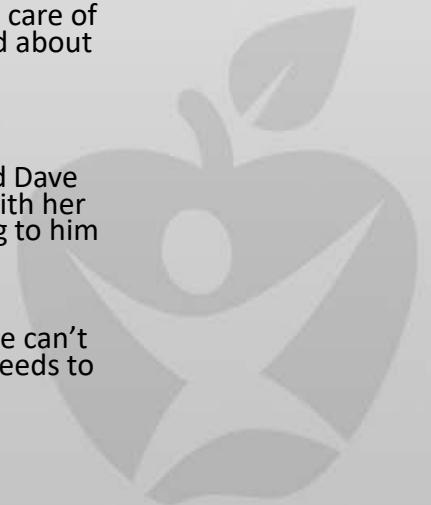 care of
d about
d Dave
ith her
g to him
e can't
eeds to